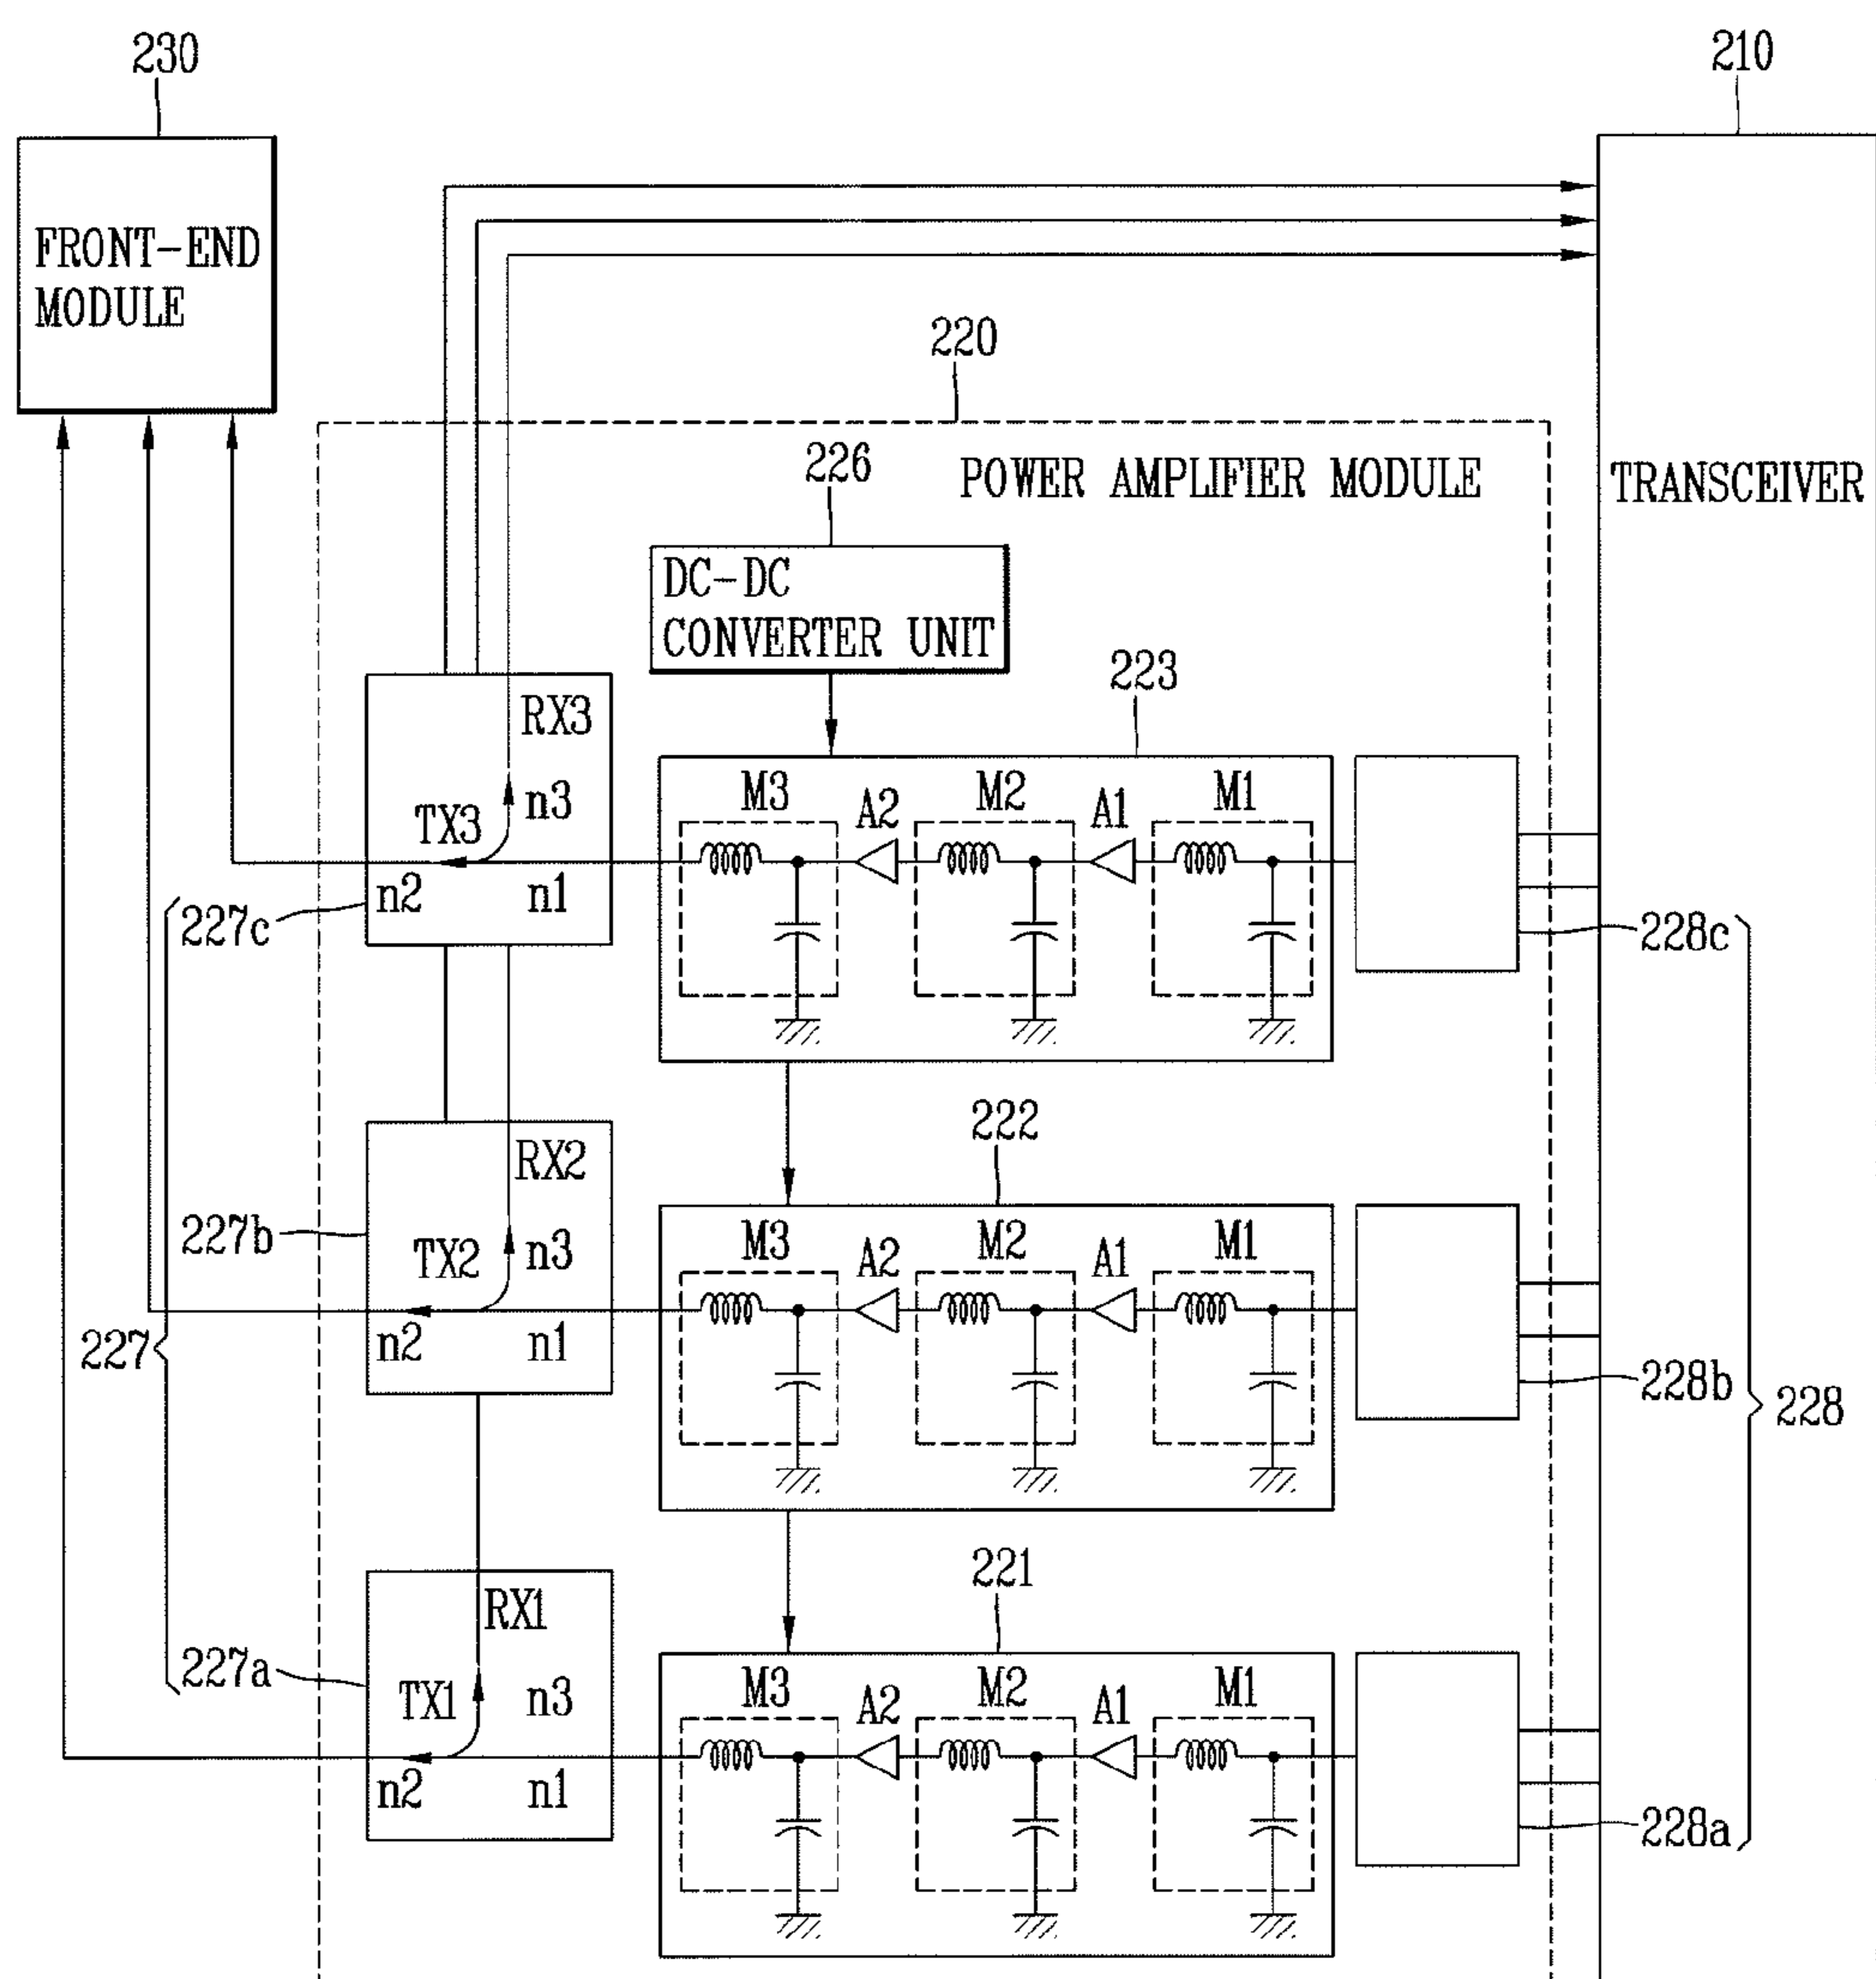 230
210
FRONT-END
MODULE
220
226
POWER AMPLIFIER MODULE
TRANSCEIVER
DC-DC
CONVERTER UNIT
223
RX3
M3
A2
M2
A1
M1
TX3
n3
n2
n1
227c
228c
222
RX2
M3
A2
M2
A1
M1
227b
TX2
n3
n2
n1
227
228b
228
221
RX1
M3
A2
M2
A1
M1
227a
TX1
n3
n2
n1
228a